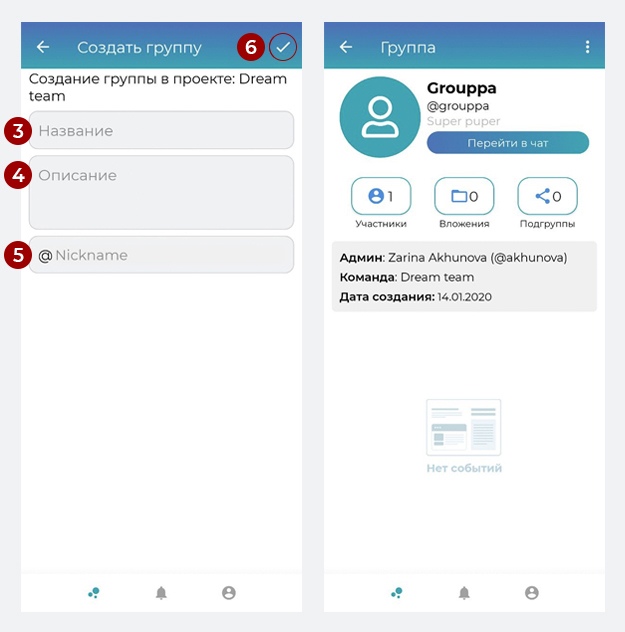 Создать группу
6
Создание группы в проекте: Dream
team
3
Название
4
Описание
5
@ Nickname
Группа
Grouppa
@grouppa
Super puper
Перейти в чат
1
0
0
Участники
Вложения
Подгруппы
Админ: Zarina Akhunova (@akhunova)
Команда: Dream team
Дата создания: 14.01.2020
Нет событий